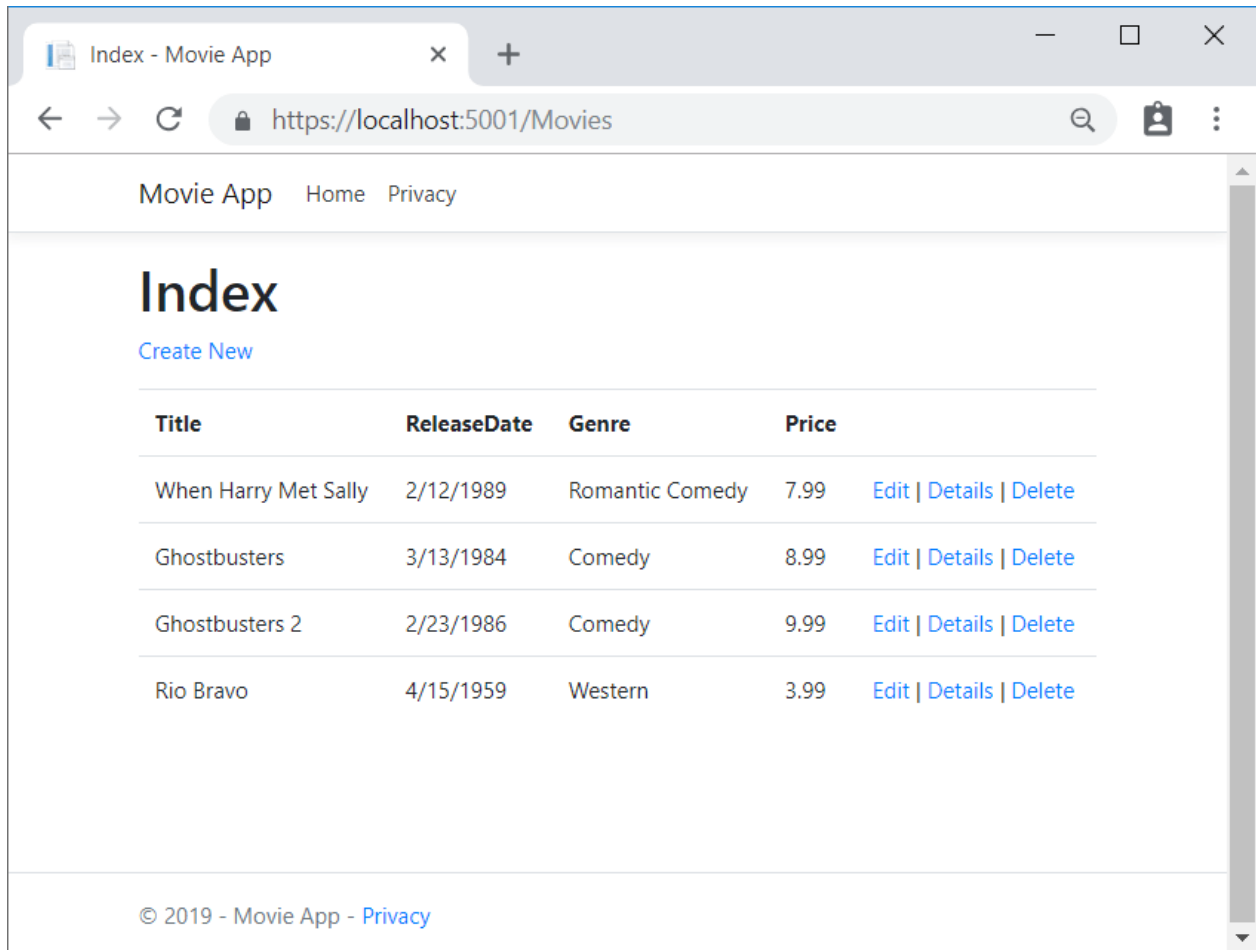 Index - Movie App
https://localhost:5001/Movies
Movie App Home Privacy
Index
Create New
Title ReleaseDate Genre Price
When Harry Met Sally 2/12/1989 Romantic Comedy 7.99 Edit | Details | Delete
Ghostbusters 3/13/1984 Comedy 8.99 Edit | Details | Delete
Ghostbusters 2 2/23/1986 Comedy 9.99 Edit | Details | Delete
Rio Bravo 4/15/1959 Western 3.99 Edit | Details | Delete
© 2019 - Movie App - Privacy